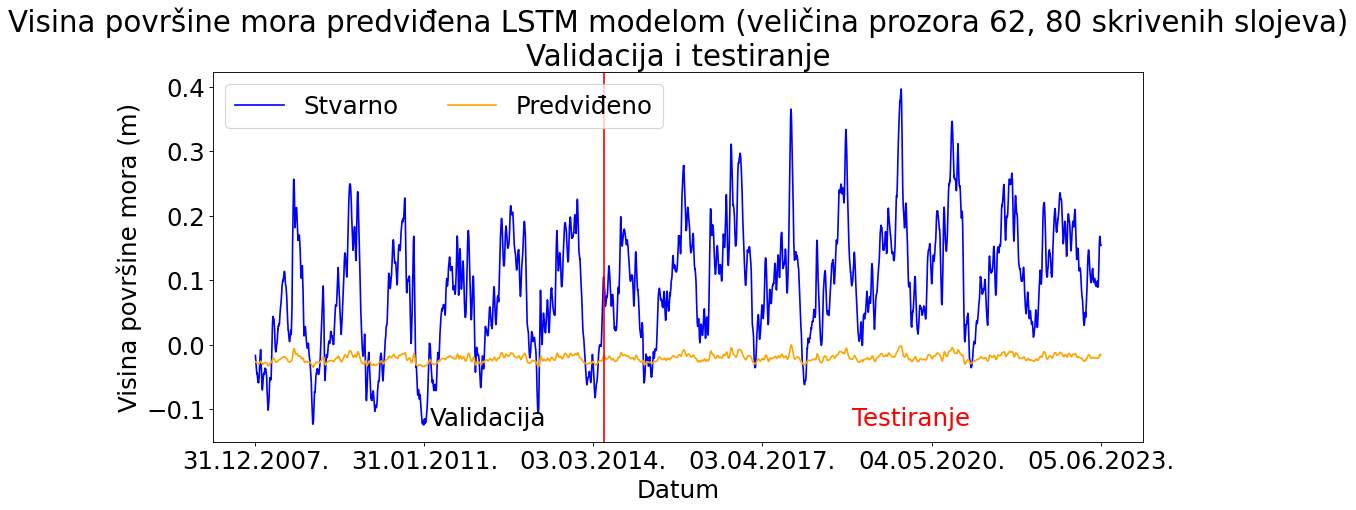 Visina površine mora predviđena LSTM modelom (veličina prozora 62, 80 skrivenih slojeva)
Validacija i testiranje
Stvarno
Predviđeno
Visina površine mora (m)
0.4
0.3
0.2
0.1
0.0
−0.1
Validacija
Testiranje
31.12.2007.
31.01.2011.
03.03.2014.
03.04.2017.
04.05.2020.
05.06.2023.
Datum